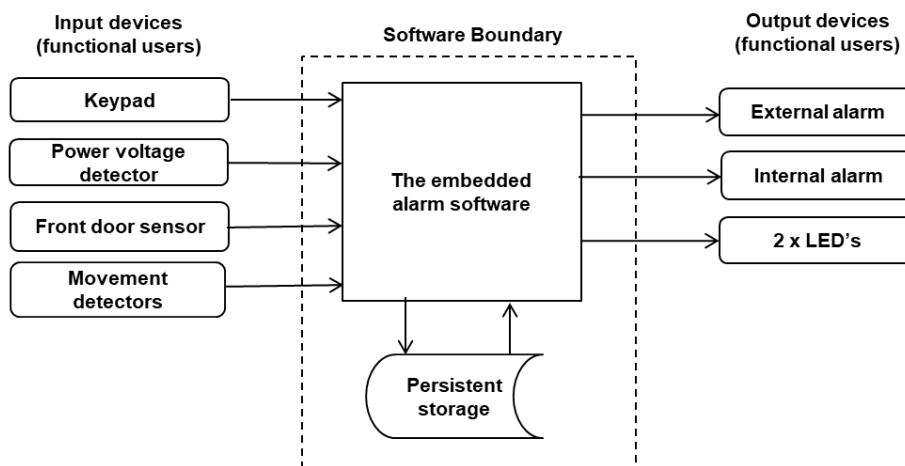 Input devices
(functional users)
Software Boundary
Output devices
(functional users)
Keypad
Power voltage
detector
Front door sensor
Movement
detectors
The embedded
alarm software
External alarm
Internal alarm
2 x LED's
Persistent
storage